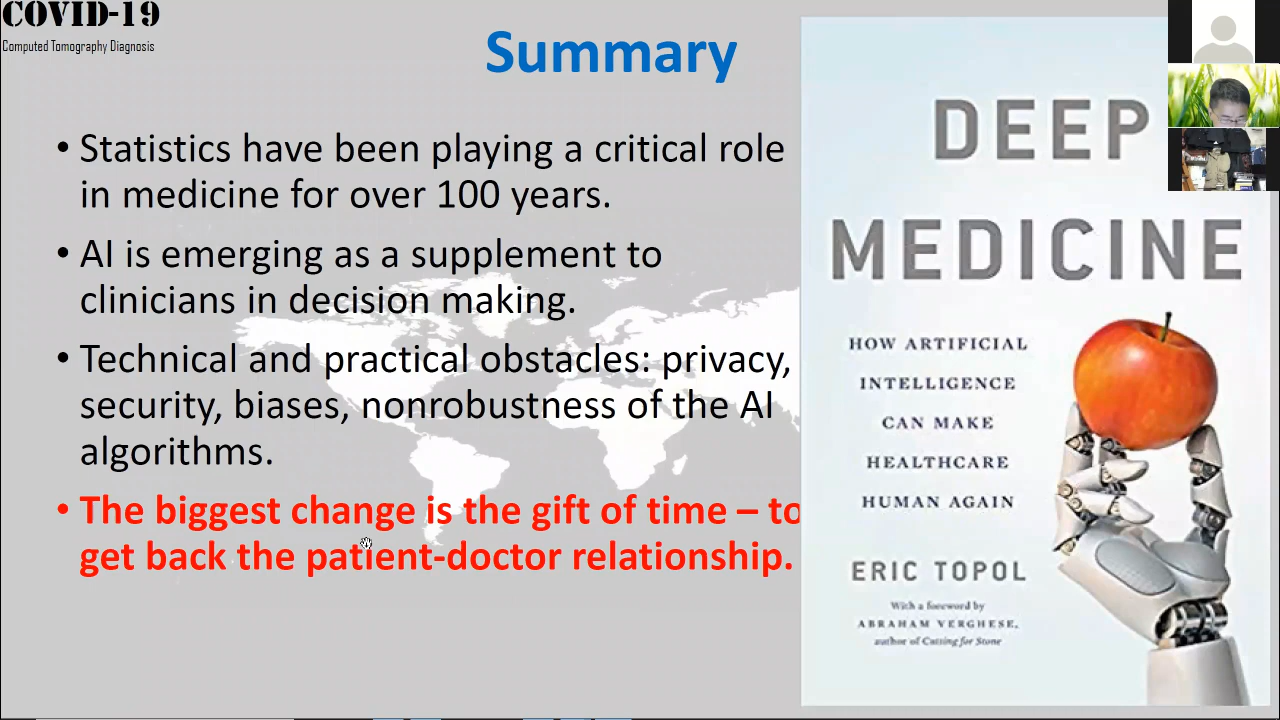 COVID-19
Computed Tomography Diagnosis
Summary
• Statistics have been playing a critical role
in medicine for over 100 years.
• AI is emerging as a supplement to
clinicians in decision making.
• Technical and practical obstacles: privacy,
security, biases, nonrobustness of the AI
algorithms.
• The biggest change is the gift of time – to
get back the patient-doctor relationship.
DEEP
MEDICINE
HOW ARTIFICIAL
INTELLIGENCE
CAN MAKE
HEALTHCARE
HUMAN AGAIN
ERIC TOPOL
With a foreword by
ABRAHAM VERGHESE,
author of Cutting for Stone